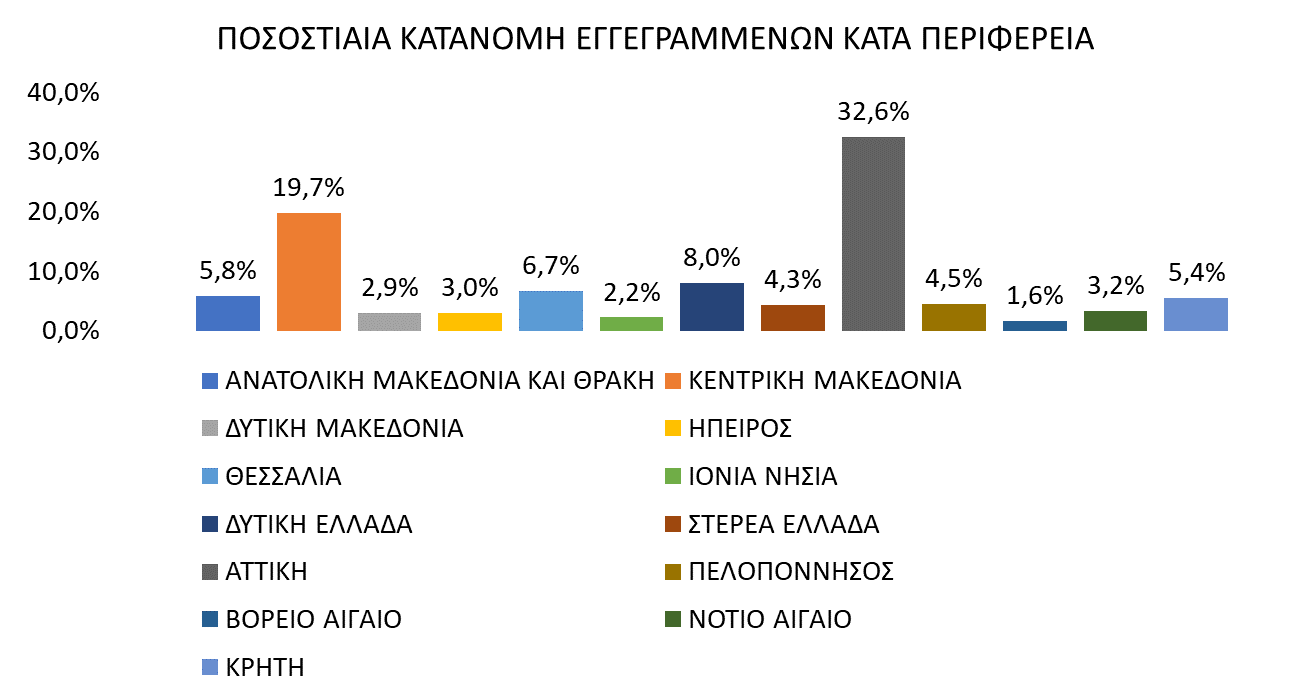 ΠΟΣΟΣΤΙΑΙΑ ΚΑΤΑΝΟΜΗ ΕΓΓΕΓΡΑΜΜΕΝΩΝ ΚΑΤΑ ΠΕΡΙΦΕΡΕΙΑ
40,0%
30,0%
20,0%
10,0%
0,0%
5,8%
19,7%
2,9%
3,0%
6,7%
2,2%
8,0%
4,3%
32,6%
4,5%
1,6%
3,2%
5,4%
ΑΝΑΤΟΛΙΚΗ ΜΑΚΕΔΟΝΙΑ ΚΑΙ ΘΡΑΚΗ
ΚΕΝΤΡΙΚΗ ΜΑΚΕΔΟΝΙΑ
ΔΥΤΙΚΗ ΜΑΚΕΔΟΝΙΑ
ΗΠΕΙΡΟΣ
ΘΕΣΣΑΛΙΑ
ΙΟΝΙΑ ΝΗΣΙΑ
ΔΥΤΙΚΗ ΕΛΛΑΔΑ
ΣΤΕΡΕΑ ΕΛΛΑΔΑ
ΑΤΤΙΚΗ
ΠΕΛΟΠΟΝΝΗΣΟΣ
ΒΟΡΕΙΟ ΑΙΓΑΙΟ
ΝΟΤΙΟ ΑΙΓΑΙΟ
ΚΡΗΤΗ